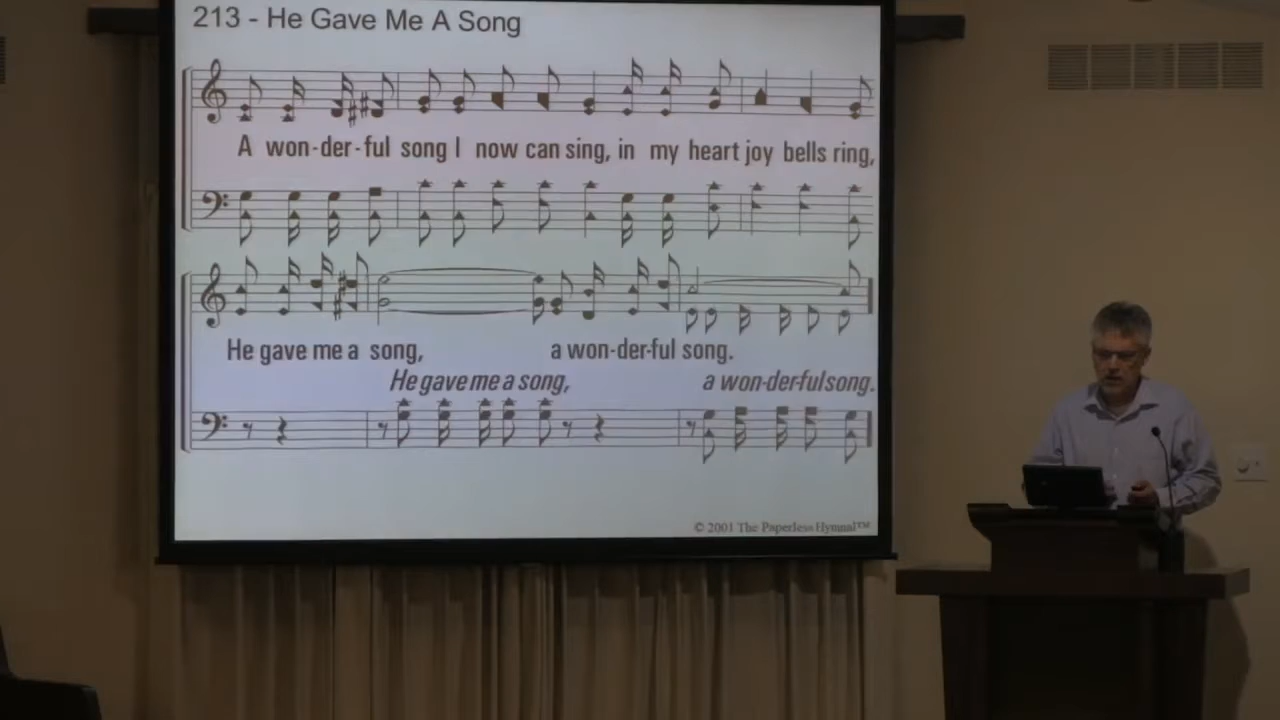 213 - He Gave Me A Song
A won-der-ful song I now can sing, in my heart joy bells ring,
He gave me a song, a won-der-ful song.
He gave me a song, a won-der-ful song.
© 2001 The Paperless Hymnal™